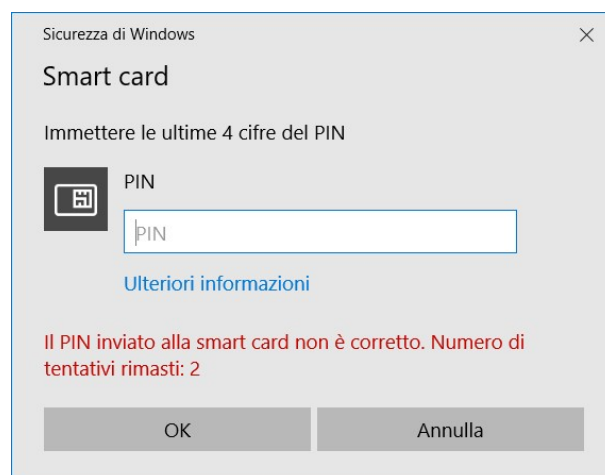 Sicurezza di Windows
Smart card
Immettere le ultime 4 cifre del PIN
PIN
PIN
Ulteriori informazioni
Il PIN inviato alla smart card non è corretto. Numero di
tentativi rimasti: 2
OK
Annulla